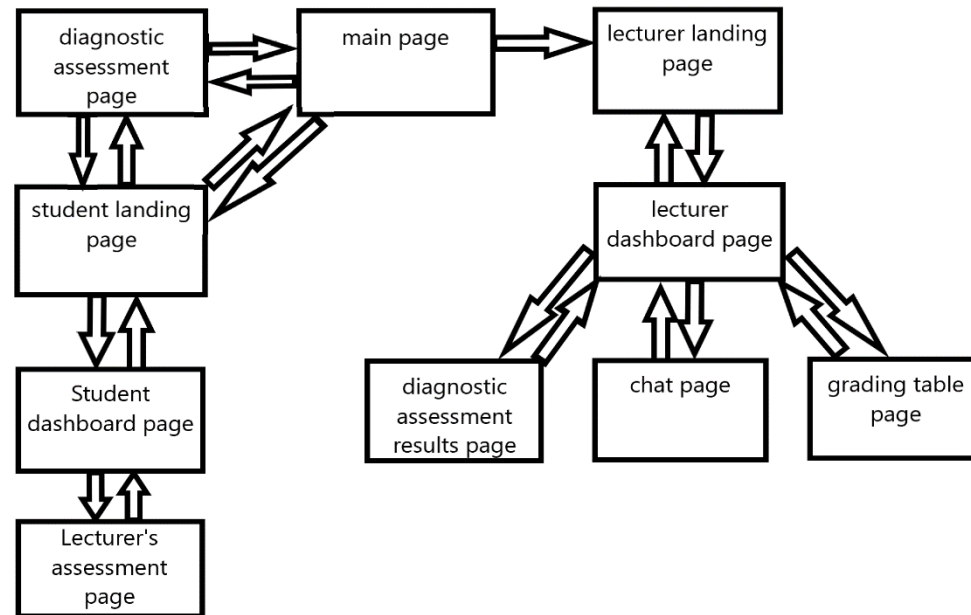 diagnostic
assessment
page
main page
lecturer landing
page
student landing
page
lecturer
dashboard page
Student
dashboard page
diagnostic
assessment
results page
chat page
grading table
page
Lecturer's
assessment
page